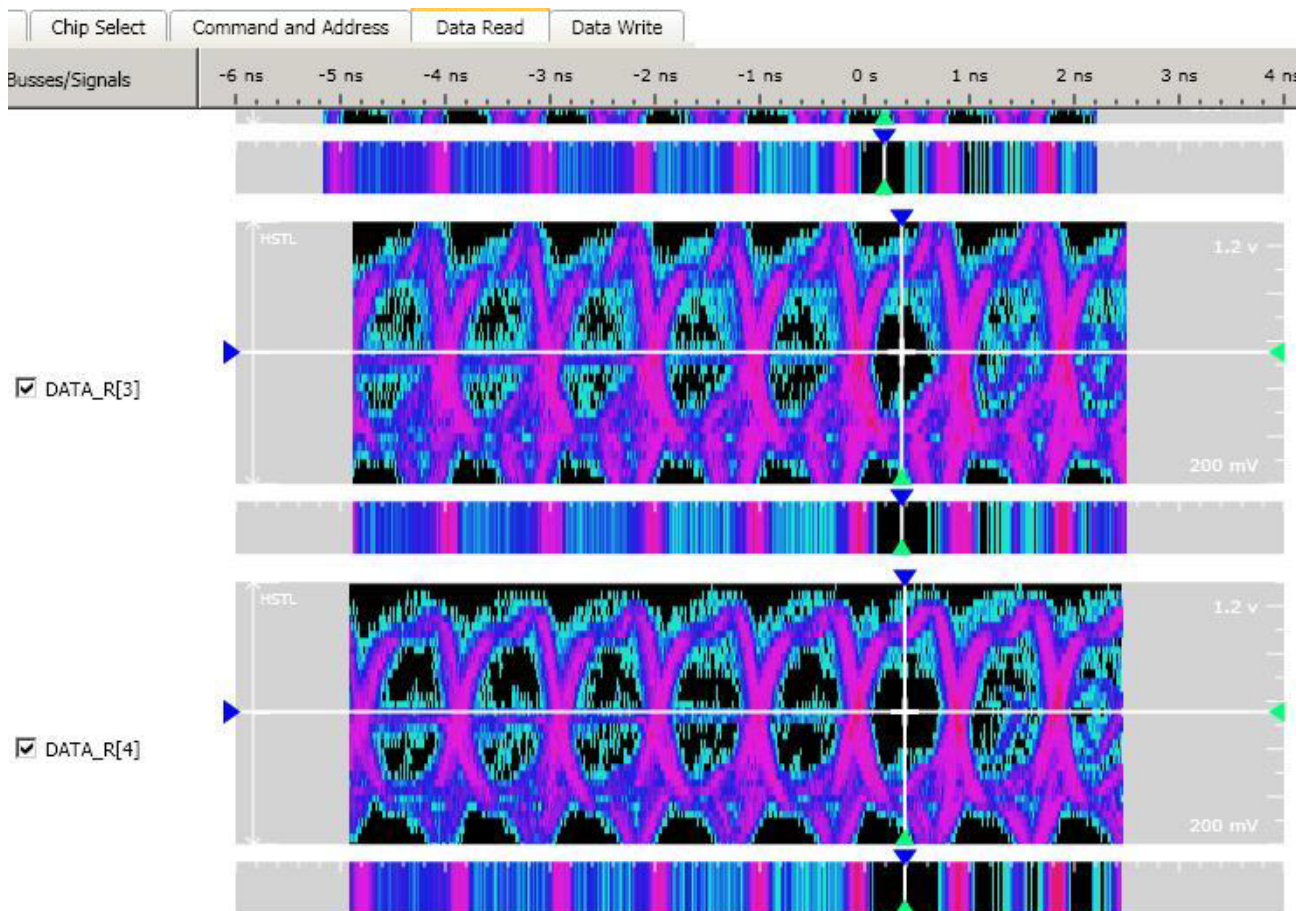 Chip Select Command and Address Data Read Data Write
Busses/Signals -6 ns -5 ns -4 ns -3 ns -2 ns -1 ns 0 s 1 ns 2 ns 3 ns 4 ns
HSTL 1.2 v
DATA_R[3]
200 mV
HSTL 1.2 v
DATA_R[4]
200 mV